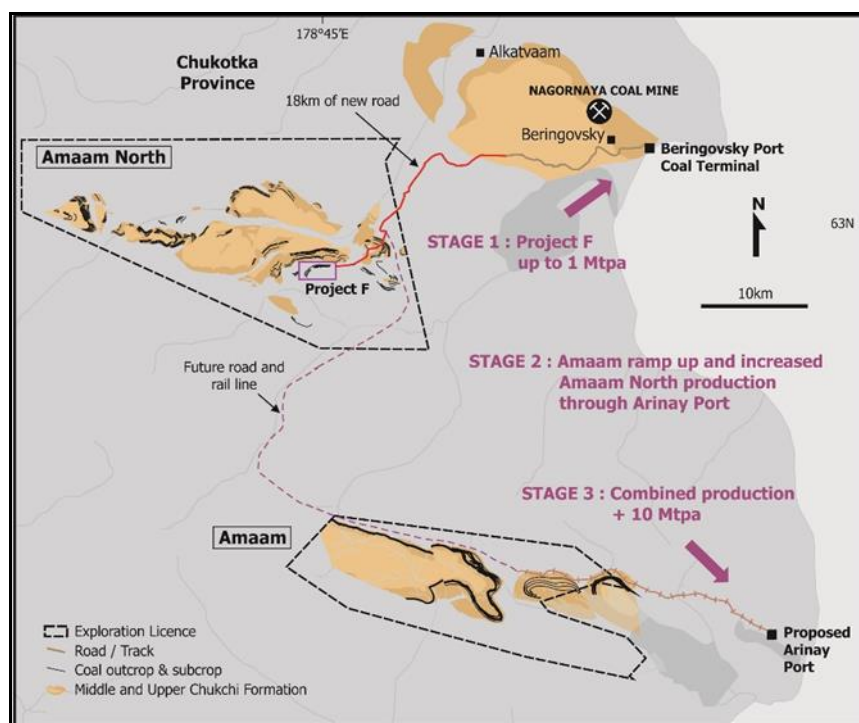 178°45'E
Chukotka
Province
Alkatvaam
18km of new road
NAGORNAYA COAL MINE
Beringovsky
Beringovsky Port
Coal Terminal
Amaam North
N
63N
STAGE 1 : Project F
up to 1 Mtpa
Project F
10km
Future road and
rail line
STAGE 2 : Amaam ramp up and increased
Amaam North production
through Arinay Port
STAGE 3 : Combined production
+ 10 Mtpa
Amaam
Exploration Licence
Road / Track
Coal outcrop & subcrop
Middle and Upper Chukchi Formation
Proposed
Arinay
Port